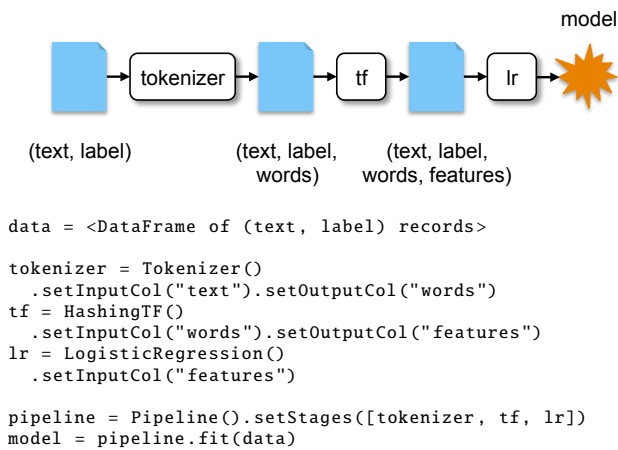 model
tokenizer
tf
lr
(text, label)
(text, label,
words)
(text, label,
words, features)
data = <DataFrame of (text, label) records>
tokenizer = Tokenizer()
  .setInputCol("text").setOutputCol("words")
tf = HashingTF()
  .setInputCol("words").setOutputCol("features")
lr = LogisticRegression()
  .setInputCol("features")
pipeline = Pipeline().setStages([tokenizer, tf, lr])
model = pipeline.fit(data)